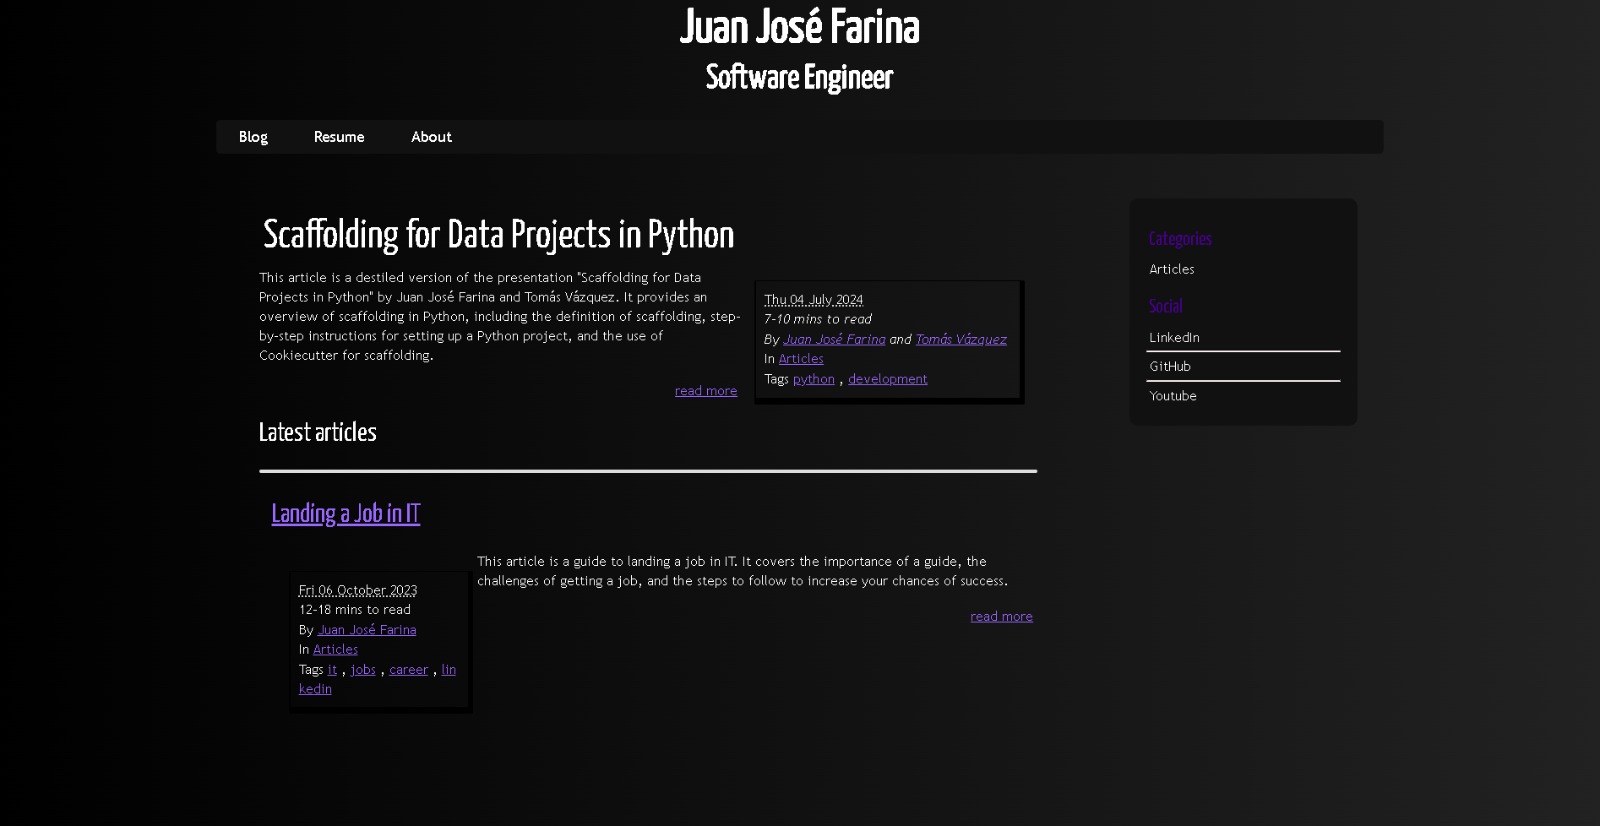 Juan José Farina
Software Engineer
Blog Resume About
Scaffolding for Data Projects in Python
This article is a destiled version of the presentation "Scaffolding for Data
Projects in Python" by Juan José Farina and Tomás Vázquez. It provides an
overview of scaffolding in Python, including the definition of scaffolding, step-
by-step instructions for setting up a Python project, and the use of
Cookiecutter for scaffolding.
read more
Thu 04 July 2024
7-10 mins to read
By Juan José Farina and Tomás Vázquez
In Articles
Tags python , development
Latest articles
Landing a Job in IT
Fri 06 October 2023
12-18 mins to read
By Juan José Farina
In Articles
Tags it , jobs , career , lin
kedin
This article is a guide to landing a job in IT. It covers the importance of a guide, the
challenges of getting a job, and the steps to follow to increase your chances of success.
read more
Categories
Articles
Social
LinkedIn
GitHub
Youtube